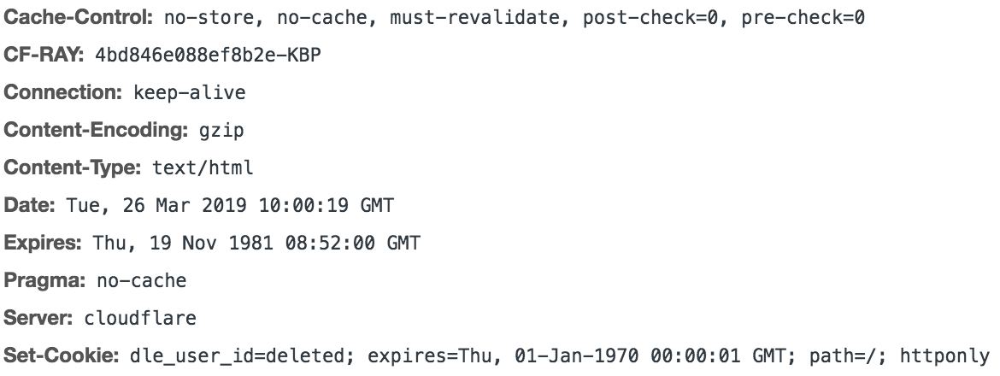 Cache-Control: no-store, no-cache, must-revalidate, post-check=0, pre-check=0
CF-RAY: 4bd846e088ef8b2e-KBP
Connection: keep-alive
Content-Encoding: gzip
Content-Type: text/html
Date: Tue, 26 Mar 2019 10:00:19 GMT
Expires: Thu, 19 Nov 1981 08:52:00 GMT
Pragma: no-cache
Server: cloudflare
Set-Cookie: dle_user_id=deleted; expires=Thu, 01-Jan-1970 00:00:01 GMT; path=/; httponly